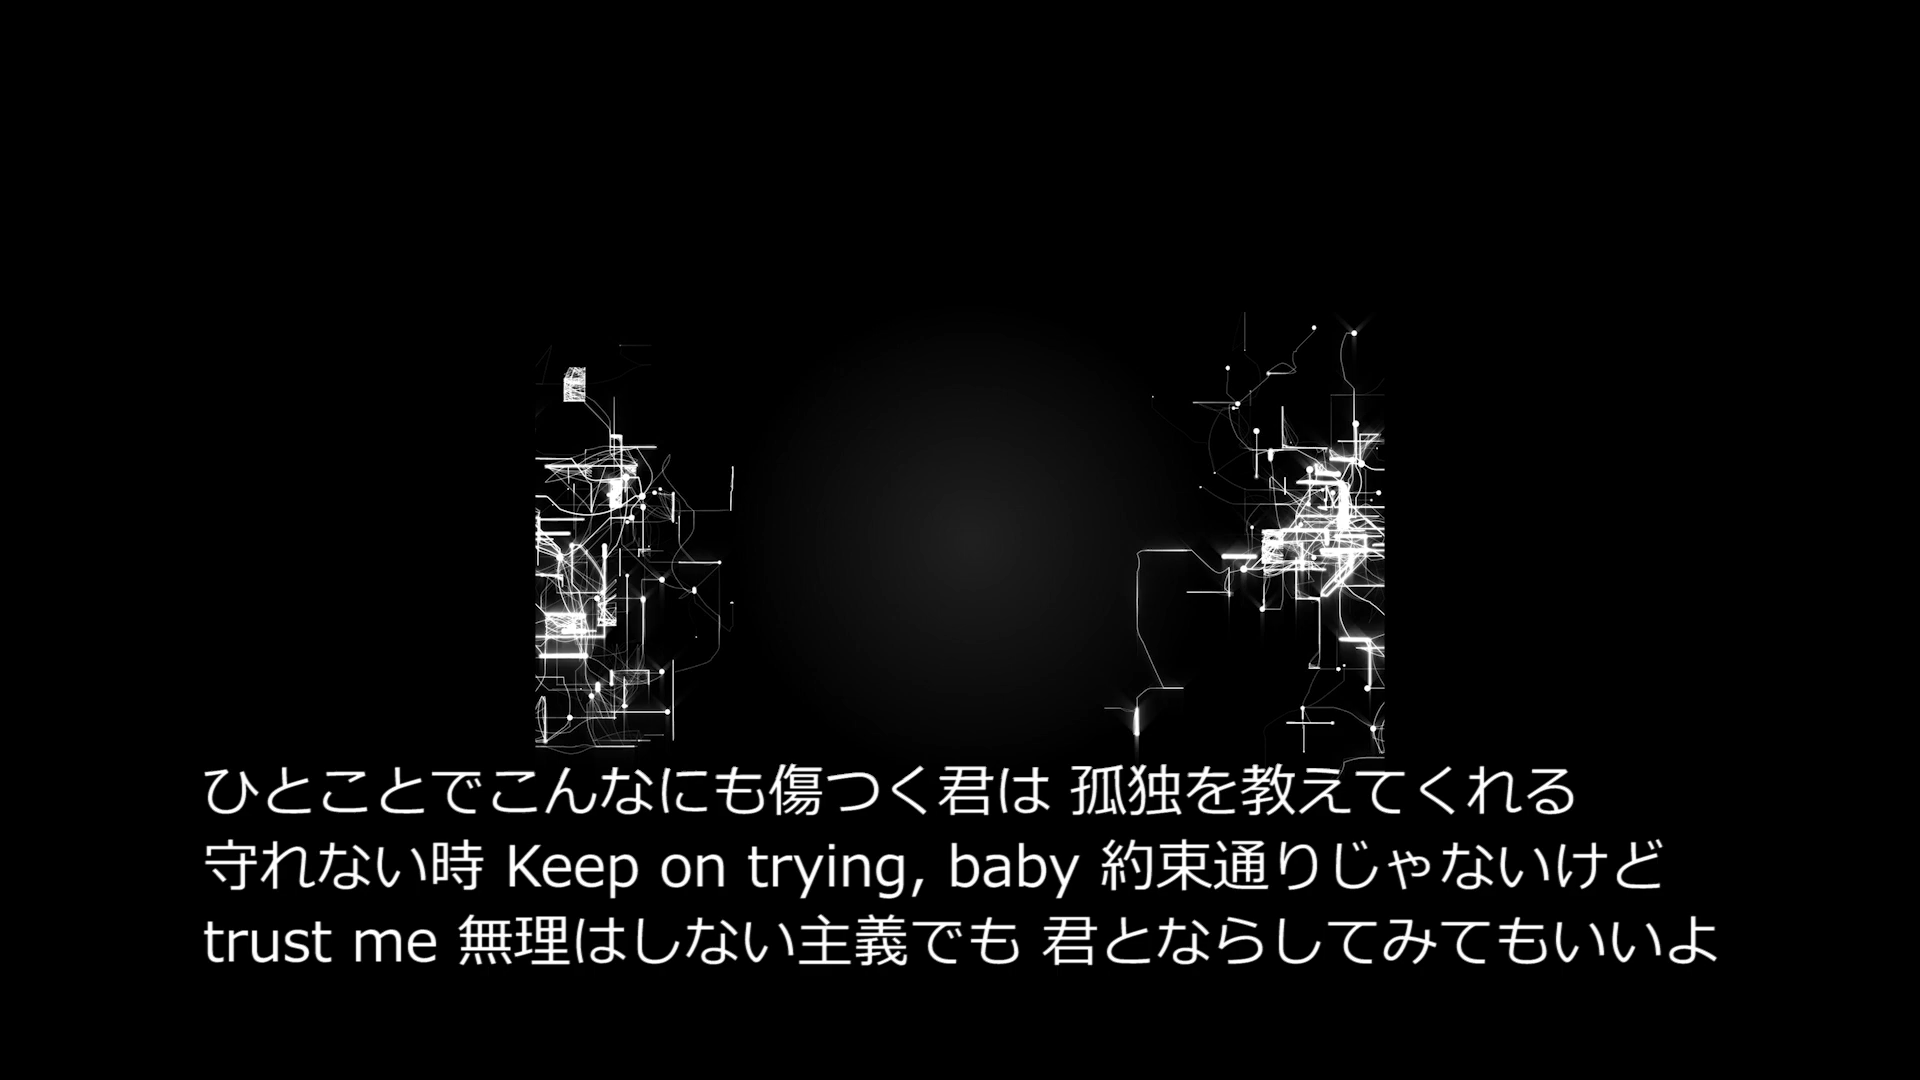 ひとことでこんなにも傷つく君は 孤独を教えてくれる
守れない時 Keep on trying, baby 約束通りじゃないけど
trust me 無理はしない主義でも 君とならしてみてもいいよ